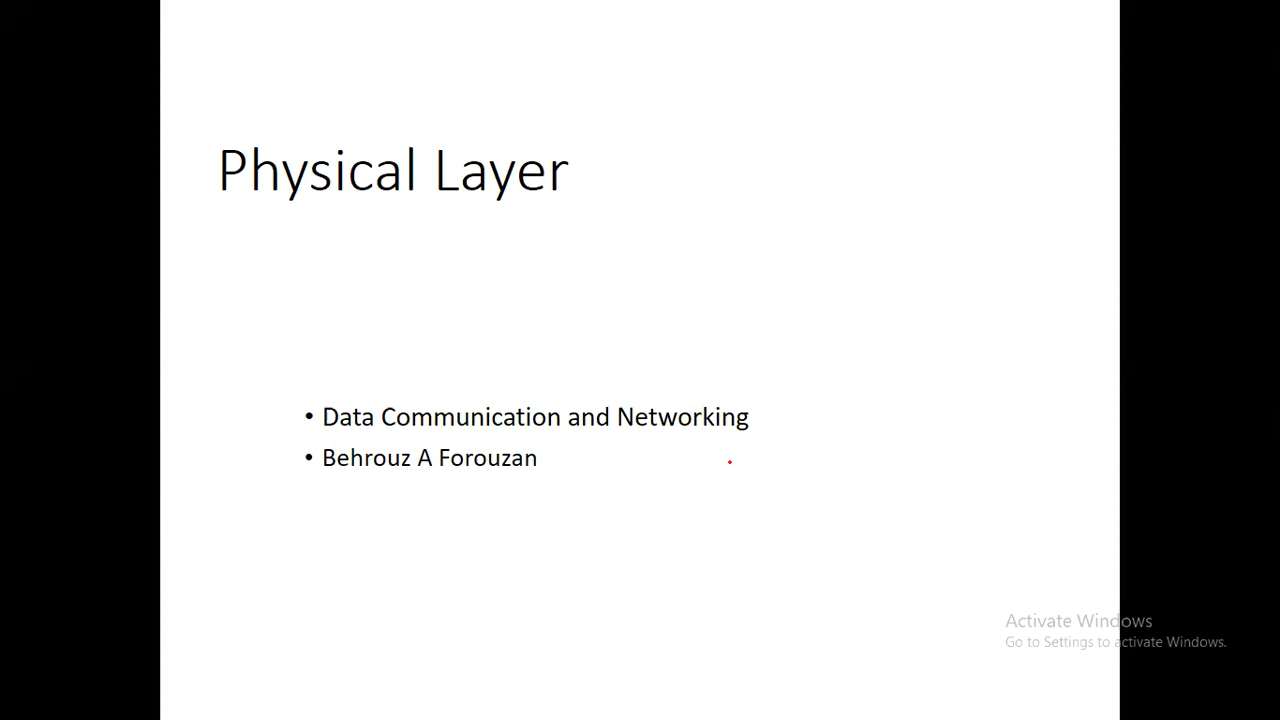 Physical Layer
• Data Communication and Networking
• Behrouz A Forouzan
Activate Windows
Go to Settings to activate Windows.